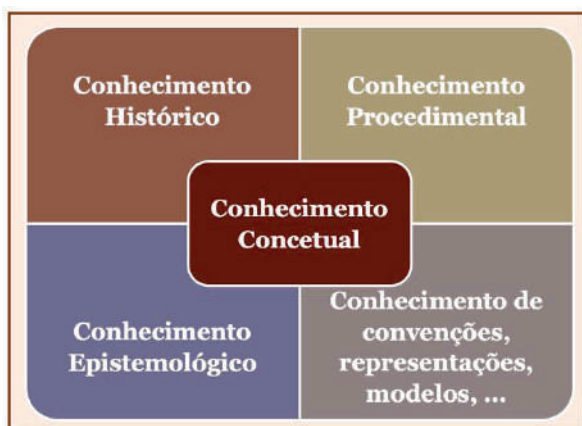 Conhecimento
Histórico
Conhecimento
Procedimental
Conhecimento
Concetual
Conhecimento
Epistemológico
Conhecimento de
convenções,
representações,
modelos, ...